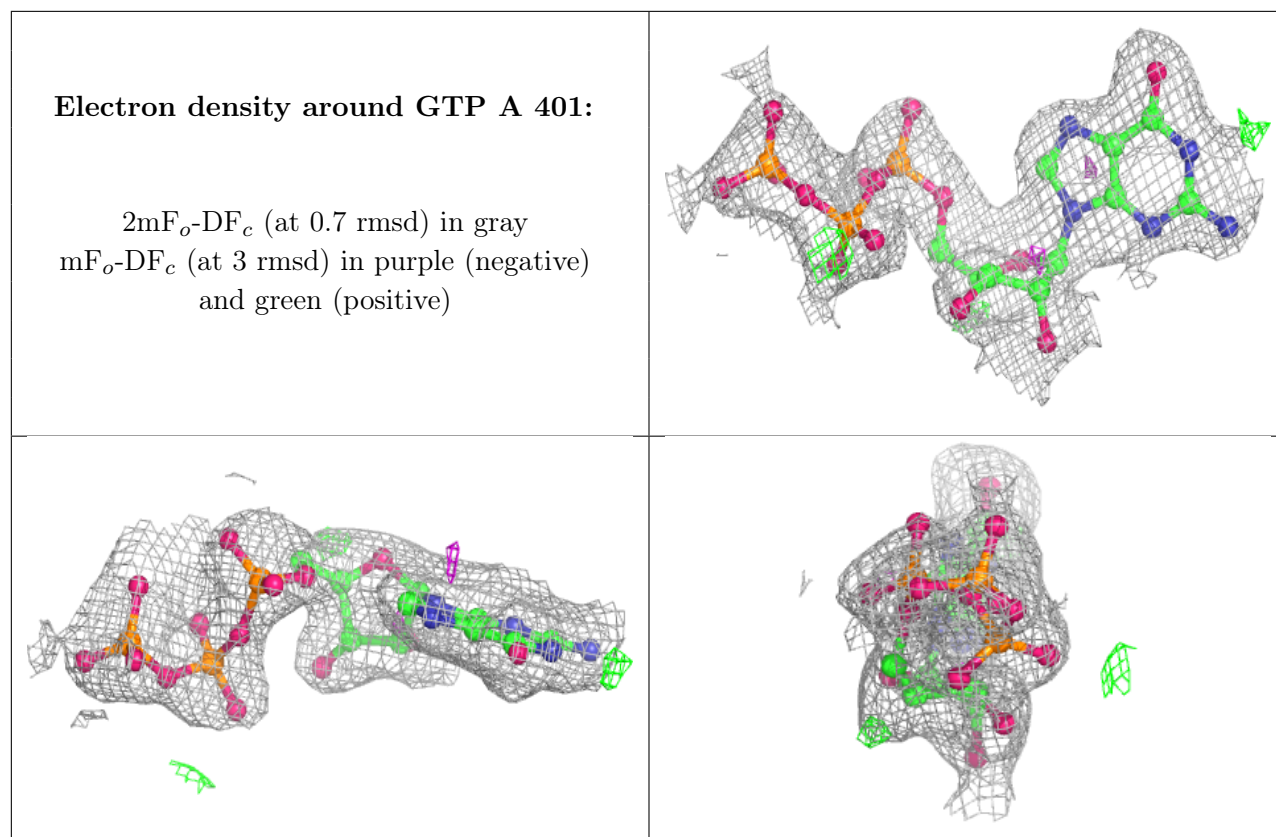 Electron density around GTP A 401:
2mFₒ-DF𝒸 (at 0.7 rmsd) in gray
mFₒ-DF𝒸 (at 3 rmsd) in purple (negative)
and green (positive)